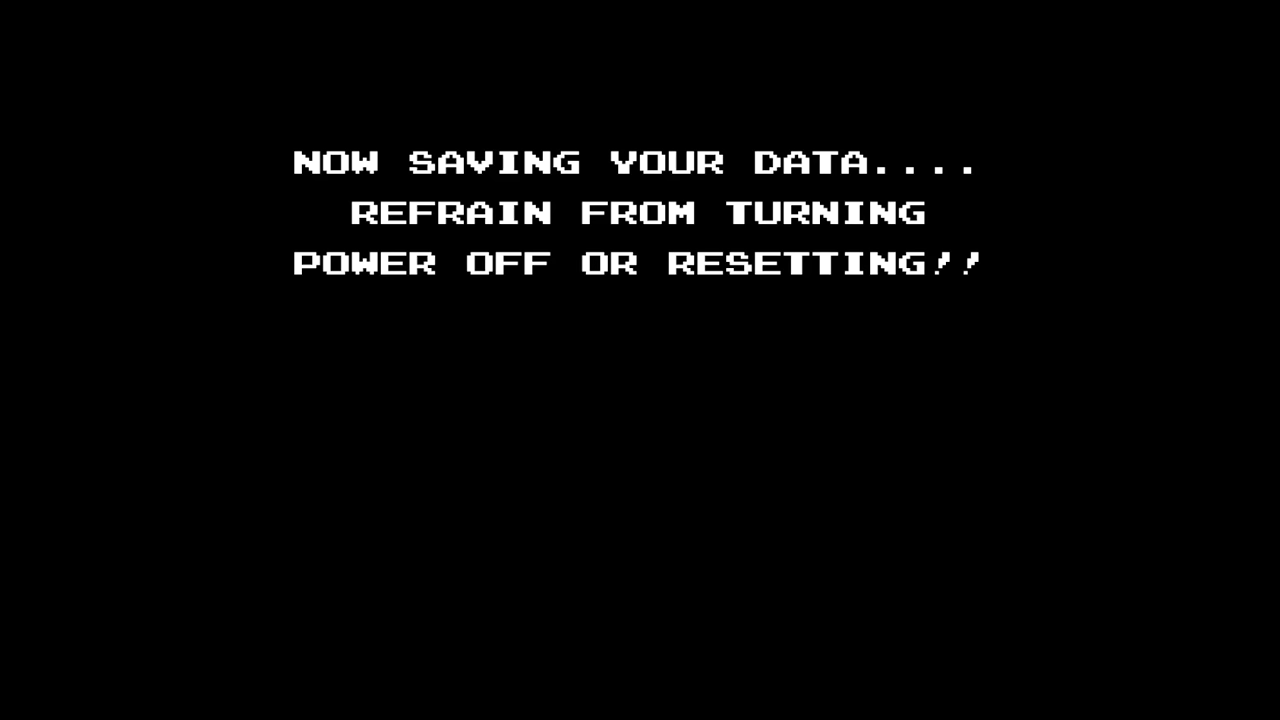 NOW SAVING YOUR DATA....
REFRAIN FROM TURNING
POWER OFF OR RESETTING!!